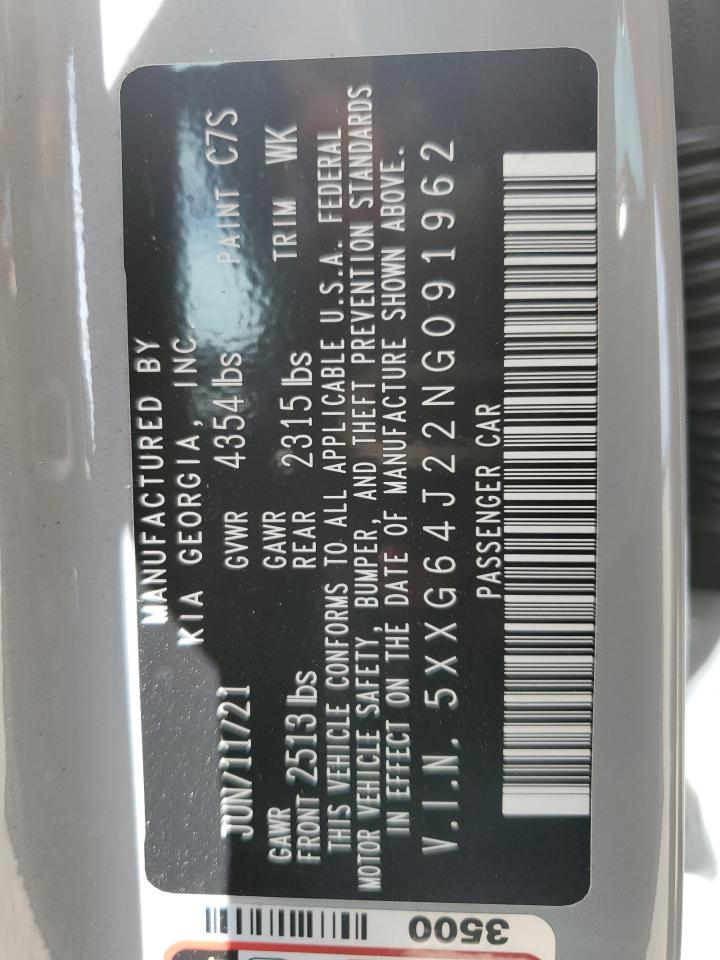 MANUFACTURED BY
KIA GEORGIA, INC.
JUN/11/21 GVWR 4354 lbs PAINT C7S
GAWR GAWR
FRONT 2513 lbs REAR 2315 lbs TRIM WK
THIS VEHICLE CONFORMS TO ALL APPLICABLE U.S.A. FEDERAL
MOTOR VEHICLE SAFETY, BUMPER, AND THEFT PREVENTION STANDARDS
IN EFFECT ON THE DATE OF MANUFACTURE SHOWN ABOVE.
V.I.N. 5XXG64J22NG091962
PASSENGER CAR
3500